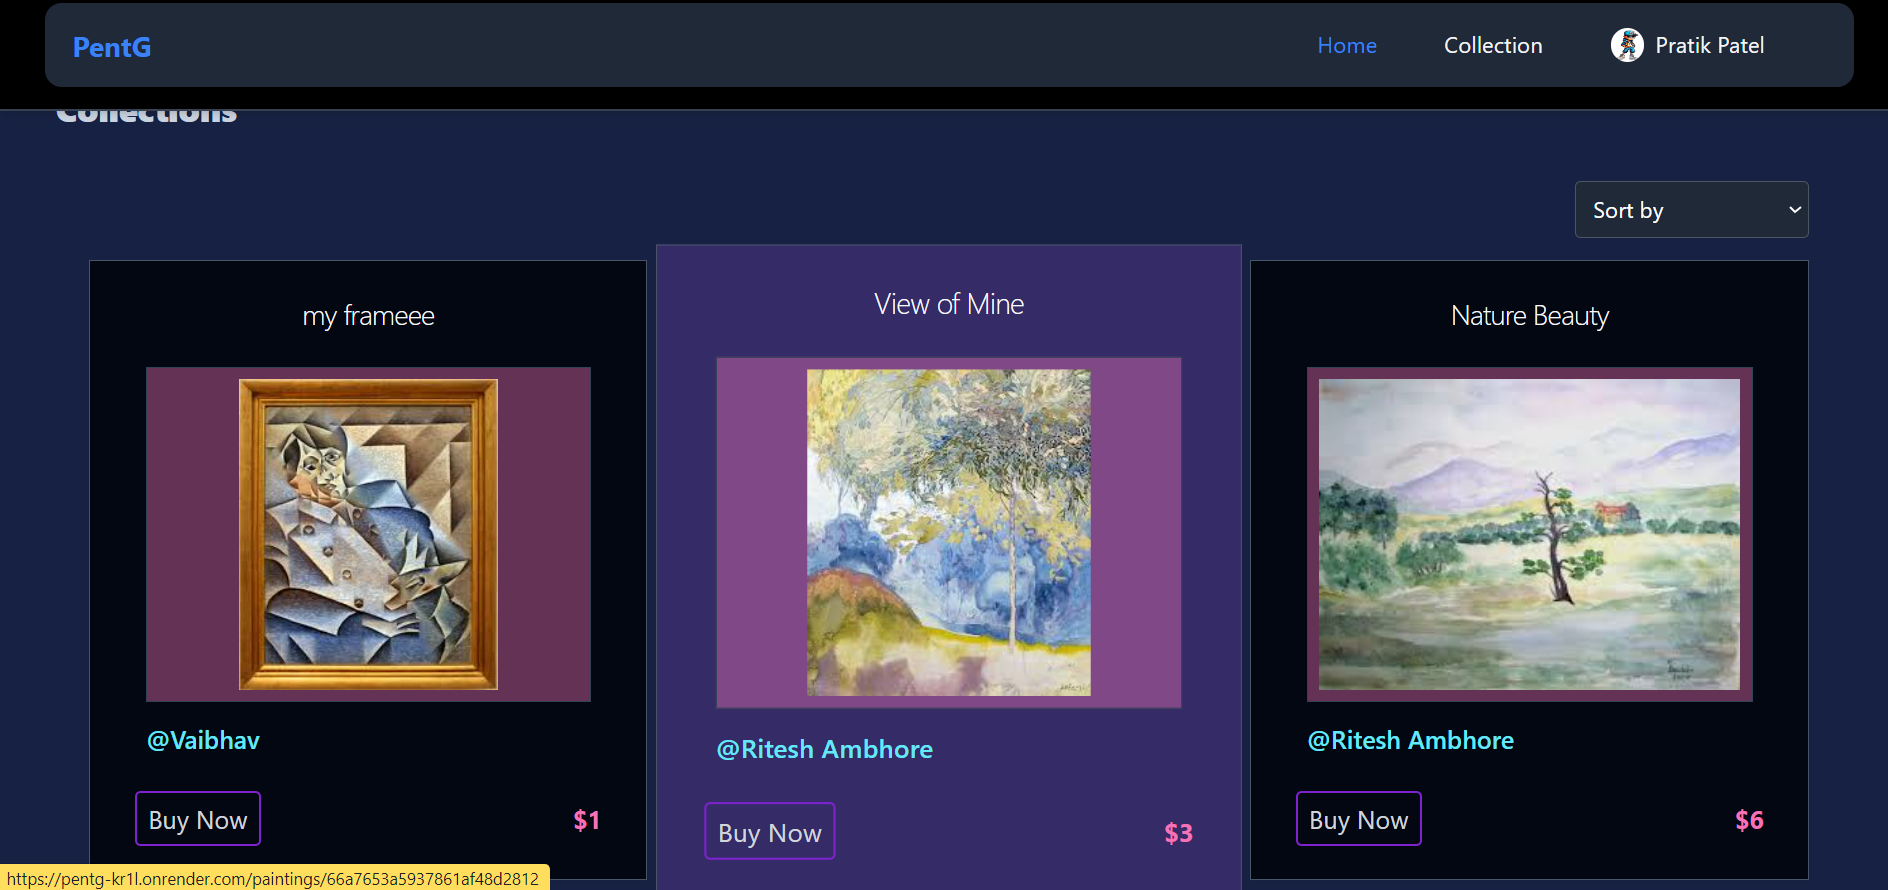 PentG
Home
Collection
Pratik Patel
Collections
Sort by
my frameee
View of Mine
Nature Beauty
@Vaibhav
@Ritesh Ambhore
@Ritesh Ambhore
Buy Now
$1
Buy Now
$3
Buy Now
$6
https://pentg-kr1l.onrender.com/paintings/66a7653a5937861af48d2812